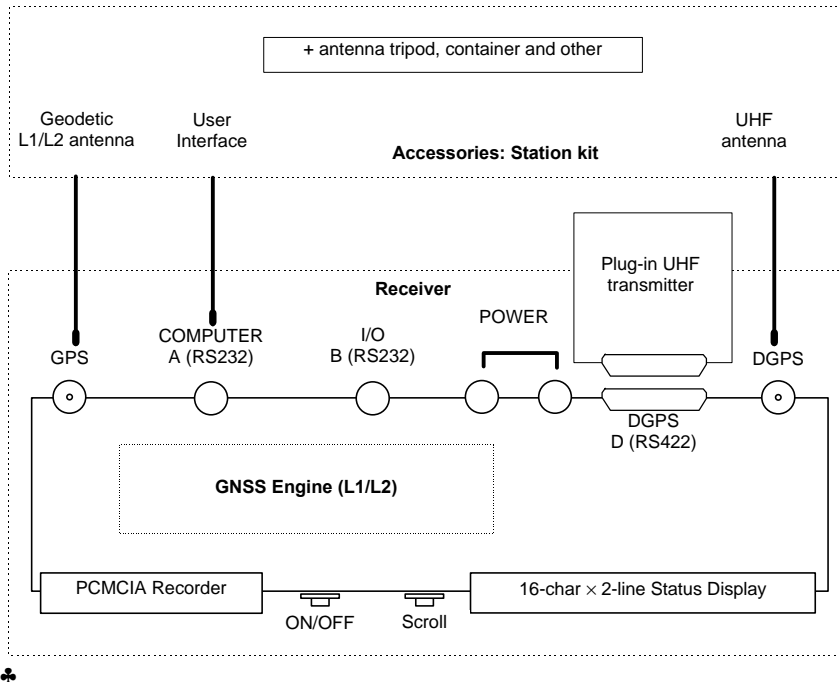 + antenna tripod, container and other
Geodetic
L1/L2 antenna
User
Interface
UHF
antenna
Accessories: Station kit
Plug-in UHF
transmitter
Receiver
POWER
COMPUTER
A (RS232)
I/O
B (RS232)
GPS
DGPS
DGPS
D (RS422)
GNSS Engine (L1/L2)
PCMCIA Recorder
16-char × 2-line Status Display
ON/OFF
Scroll
♣